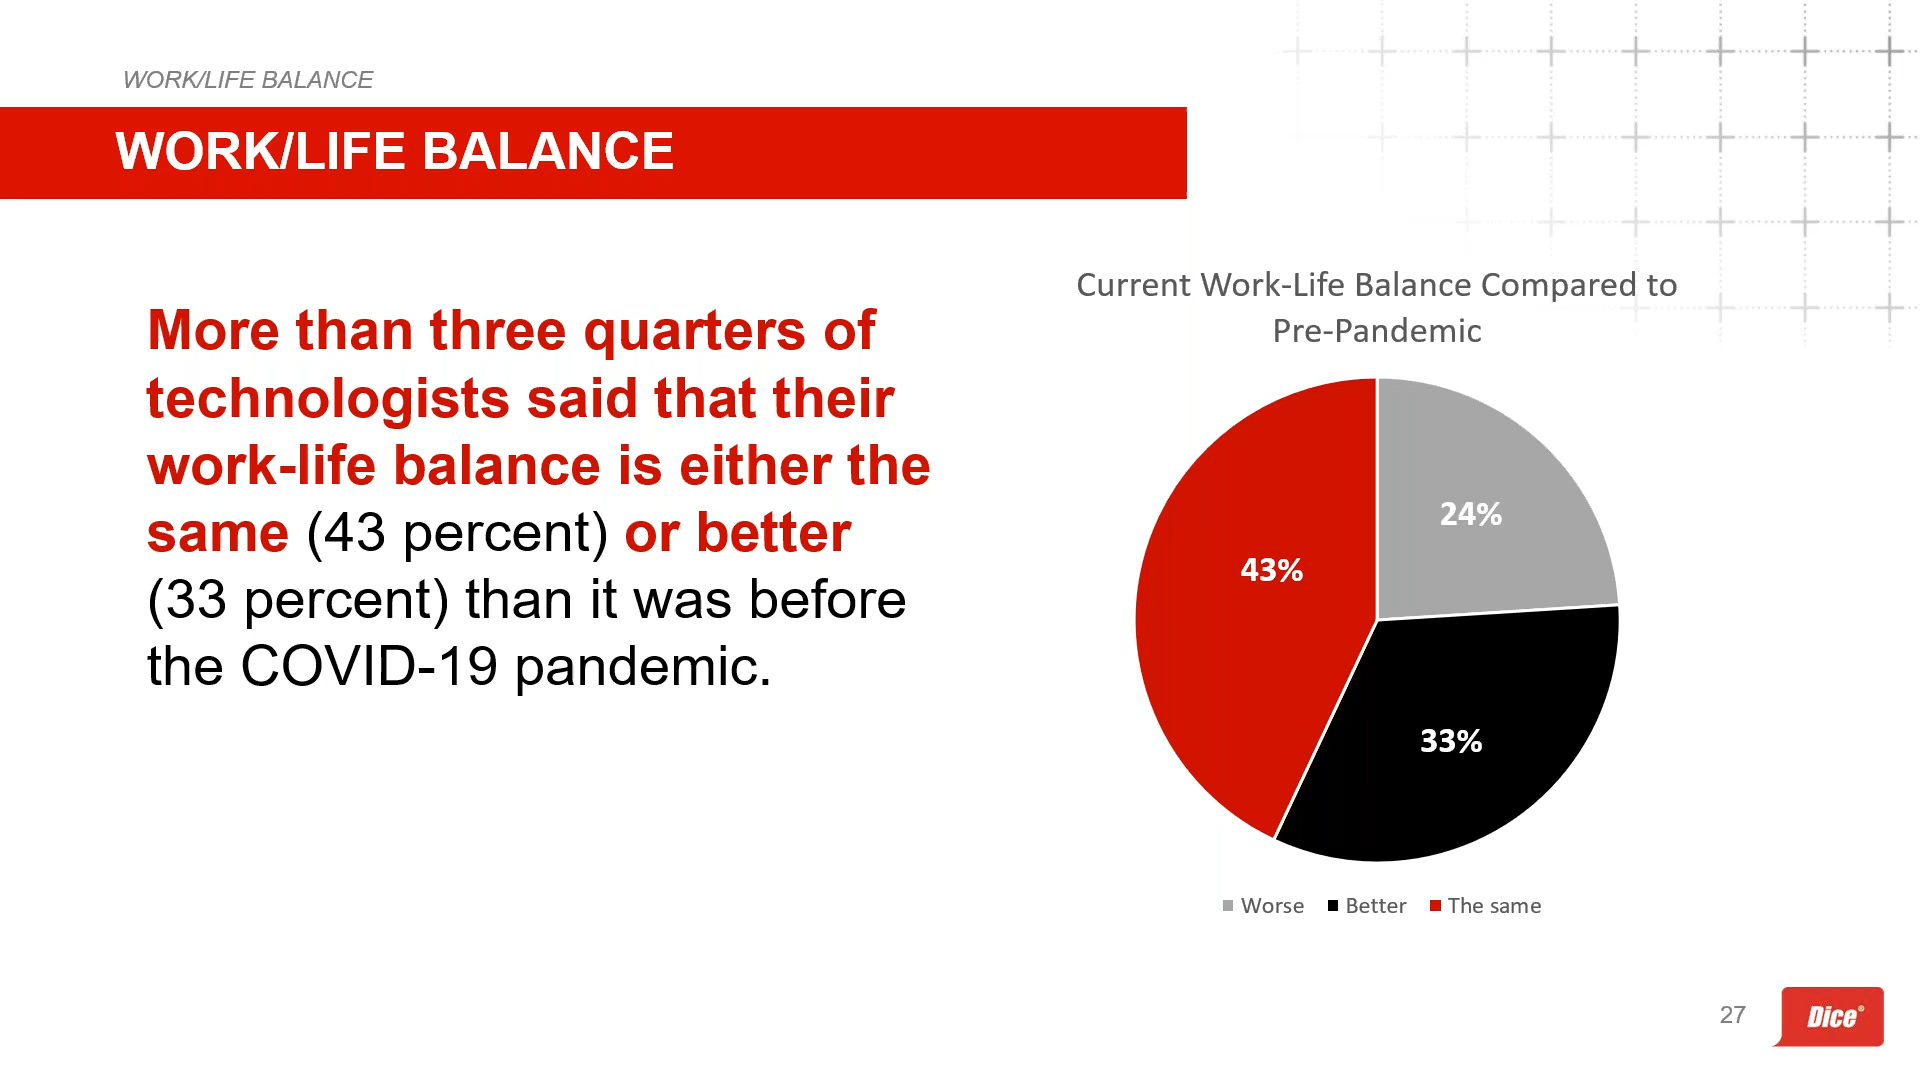 WORK/LIFE BALANCE
WORK/LIFE BALANCE
More than three quarters of
technologists said that their
work-life balance is either the
same (43 percent) or better
(33 percent) than it was before
the COVID-19 pandemic.
Current Work-Life Balance Compared to
Pre-Pandemic
24%
43%
33%
Worse Better The same
27
Dice®